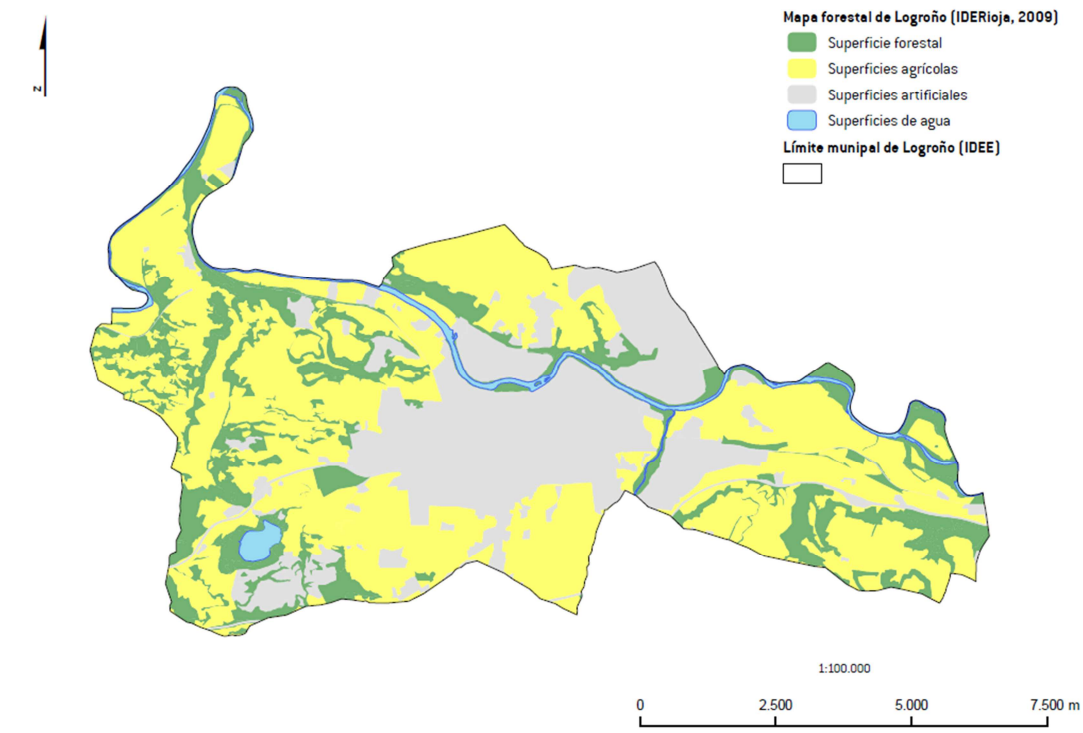 Mapa forestal de Logroño (IDERioja, 2009)
Superficie forestal
Superficies agrícolas
Superficies artificiales
Superficies de agua
Límite munipal de Logroño (IDEE)
N
1:100.000
0 2.500 5.000 7.500 m